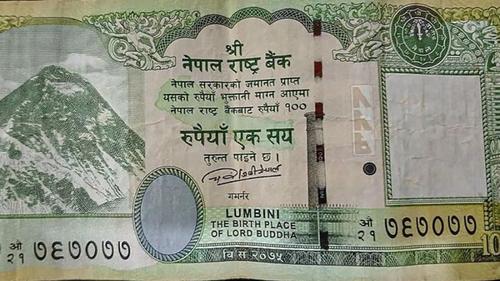 श्री
नेपाल राष्ट्र बैंक
नेपाल सरकारको जमानत प्राप्त
यसको रुपैयाँ भुक्तानी माग्न आएमा
नेपाल राष्ट्र बैंकबाट रुपैयाँ १००
रुपैयाँ एक सय
तुरुन्त पाइने छ।
गभर्नर
LUMBINI
THE BIRTH PLACE
OF LORD BUDDHA
वि सं २०७५
औ २१ ७६७०७७
औ २१ ७६७०७७